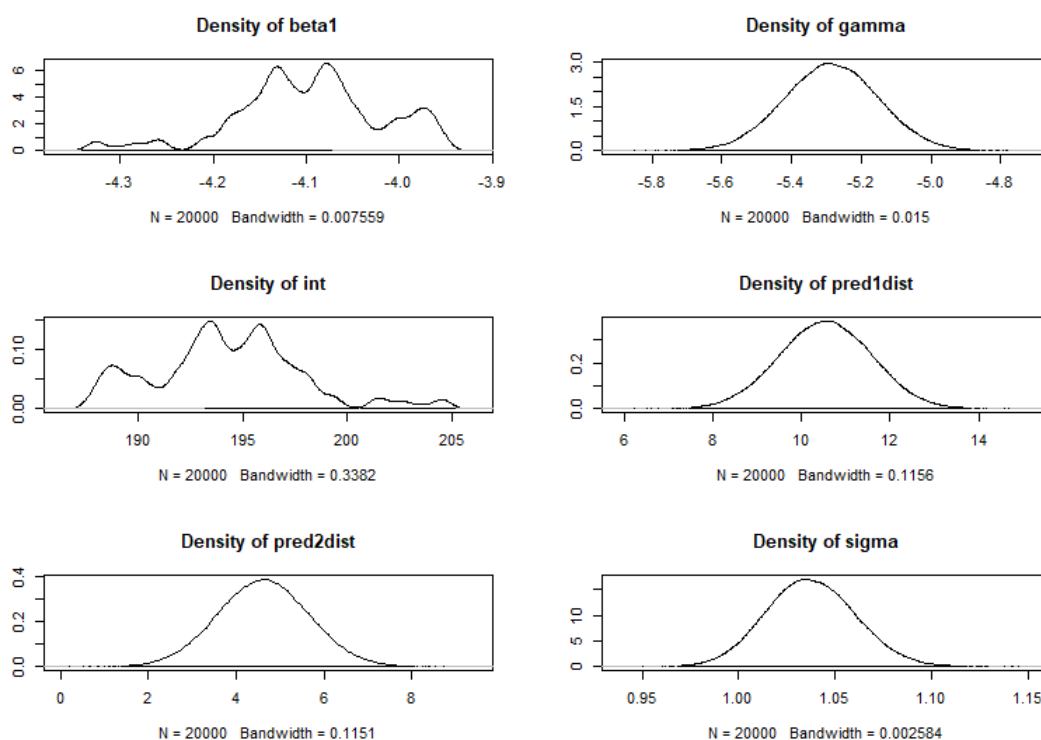 Density of beta1
0 2 4 6
-4.3 -4.2 -4.1 -4.0 -3.9
N = 20000 Bandwidth = 0.007559
Density of gamma
0.0 1.5 3.0
-5.8 -5.6 -5.4 -5.2 -5.0 -4.8
N = 20000 Bandwidth = 0.015
Density of int
0.00 0.10
190 195 200 205
N = 20000 Bandwidth = 0.3382
Density of pred1dist
0.0 0.2
6 8 10 12 14
N = 20000 Bandwidth = 0.1156
Density of pred2dist
0.0 0.2 0.4
0 2 4 6 8
N = 20000 Bandwidth = 0.1151
Density of sigma
0 5 10
0.95 1.00 1.05 1.10 1.15
N = 20000 Bandwidth = 0.002584